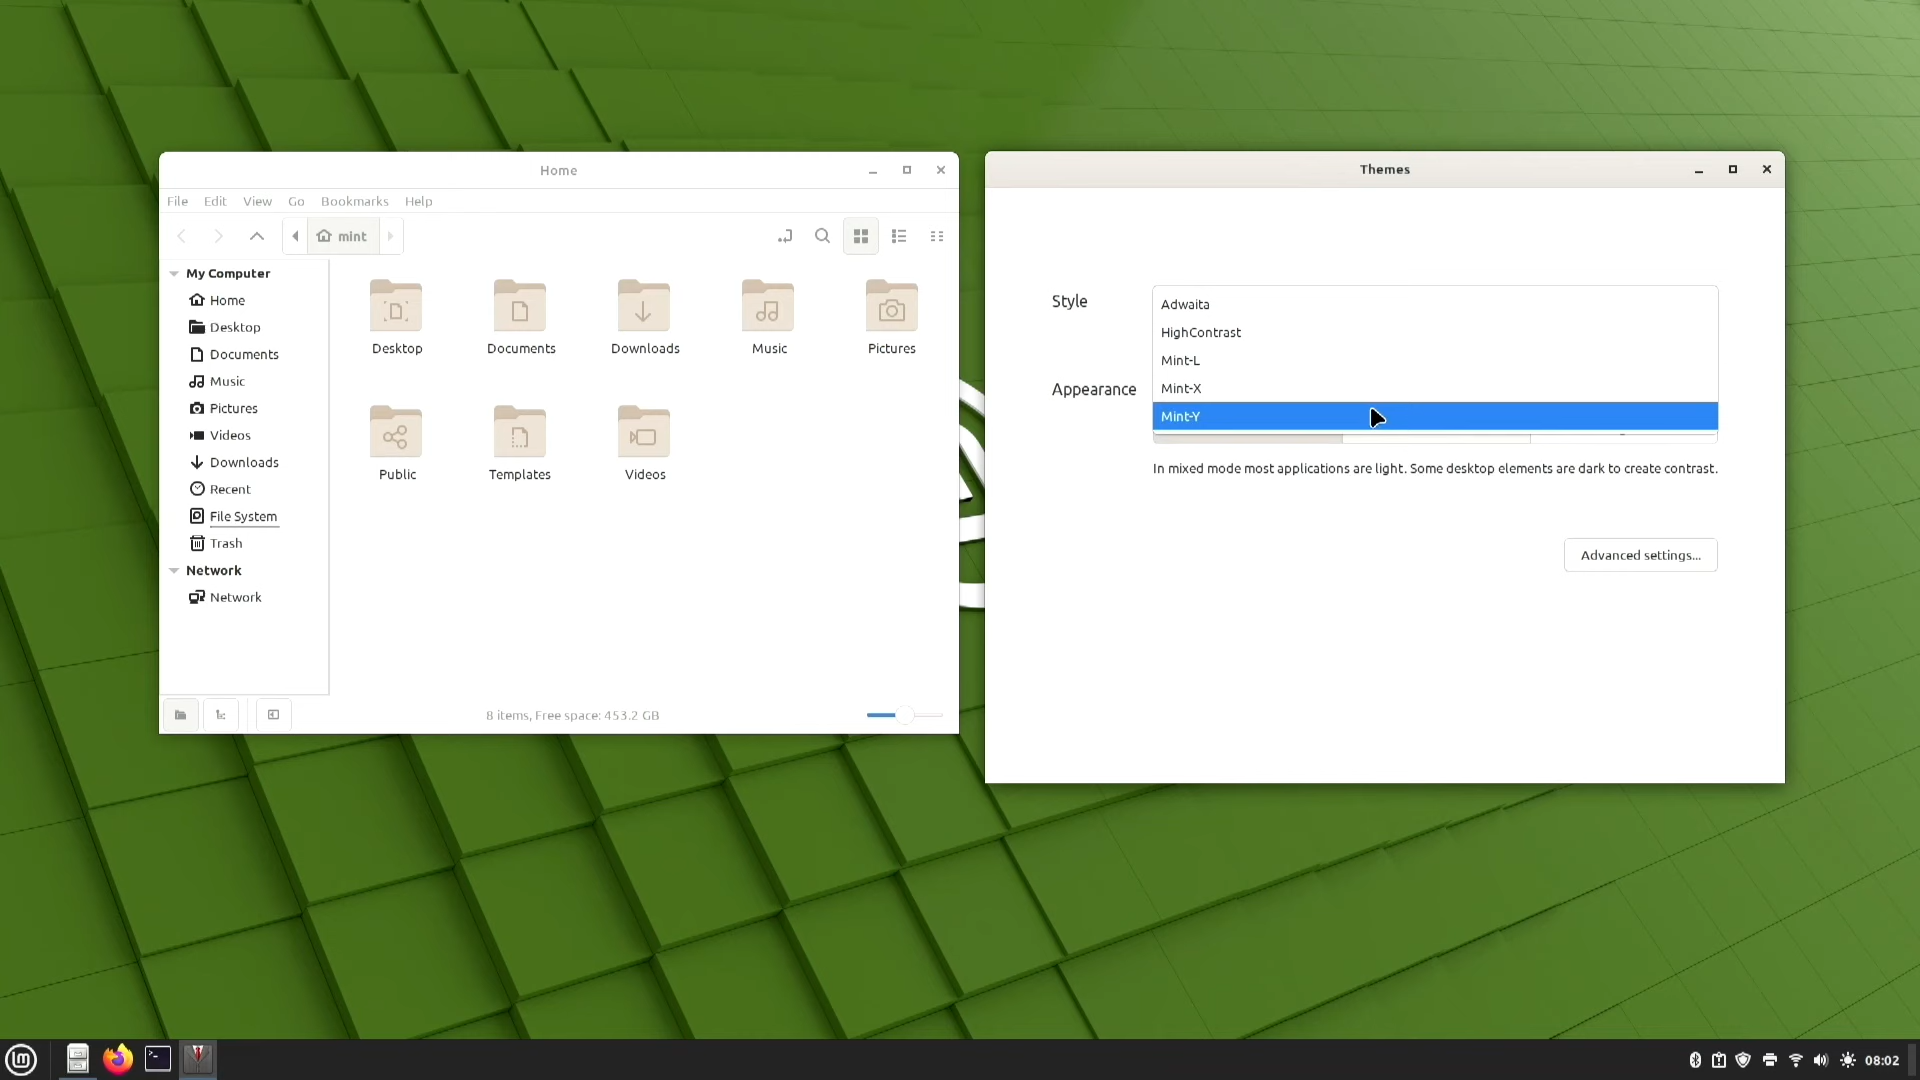 Home
File Edit View Go Bookmarks Help
mint
My Computer
Home
Desktop
Documents
Music
Pictures
Videos
Downloads
Recent
File System
Trash
Network
Network
Desktop Documents Downloads Music Pictures
Public Templates Videos
8 items, Free space: 453.2 GB
Themes
Style
Adwaita
HighContrast
Mint-L
Mint-X
Mint-Y
Appearance
In mixed mode most applications are light. Some desktop elements are dark to create contrast.
Advanced settings...
lm
08:02